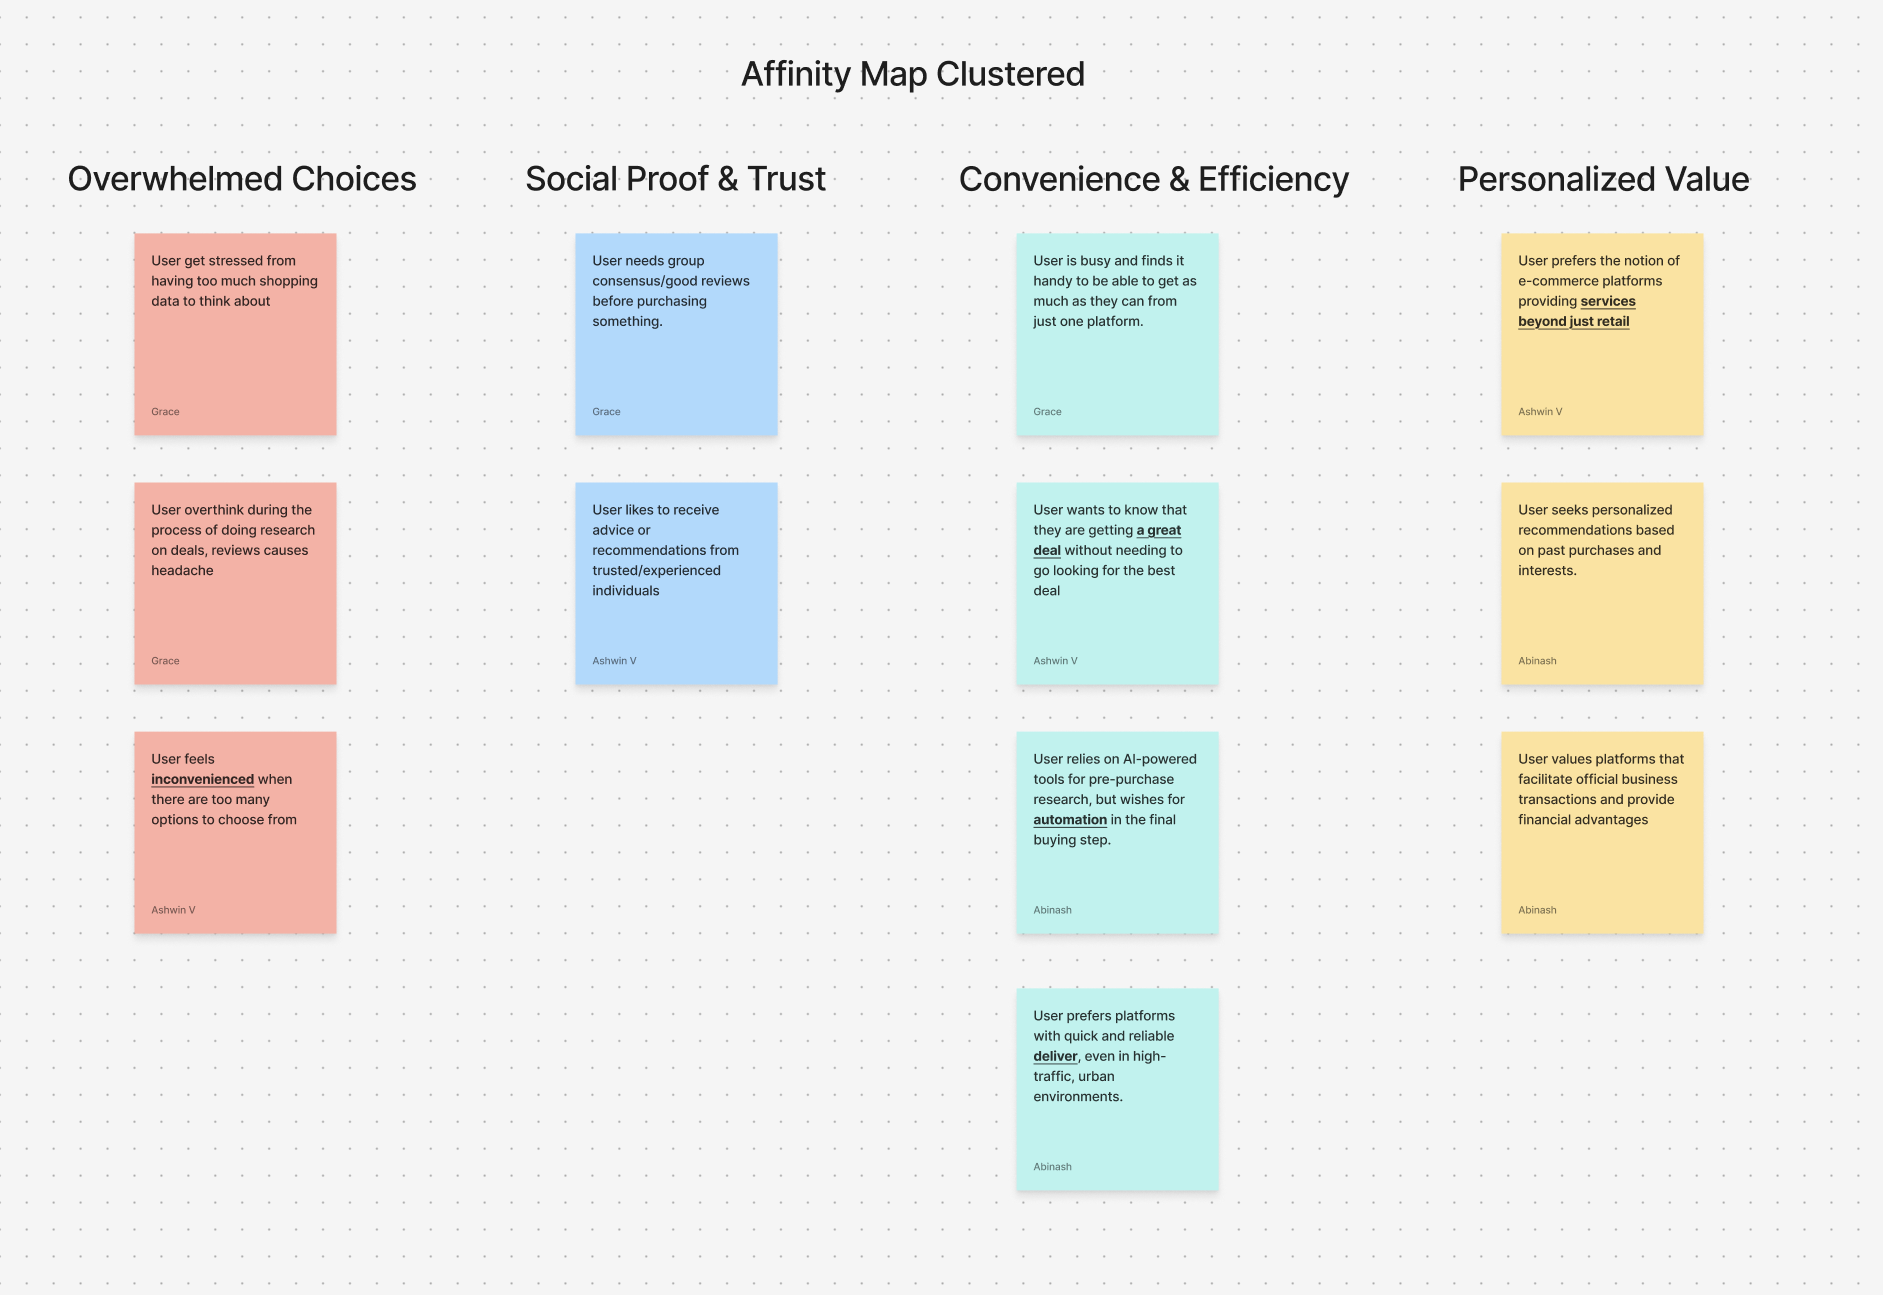 Affinity Map Clustered
Overwhelmed Choices
User get stressed from
having too much shopping
data to think about
Grace
User overthink during the
process of doing research
on deals, reviews causes
headache
Grace
User feels
inconvenienced when
there are too many
options to choose from
Ashwin V
Social Proof & Trust
User needs group
consensus/good reviews
before purchasing
something.
Grace
User likes to receive
advice or
recommendations from
trusted/experienced
individuals
Ashwin V
Convenience & Efficiency
User is busy and finds it
handy to be able to get as
much as they can from
just one platform.
Grace
User wants to know that
they are getting a great
deal without needing to
go looking for the best
deal
Ashwin V
User relies on AI-powered
tools for pre-purchase
research, but wishes for
automation in the final
buying step.
Abinash
User prefers platforms
with quick and reliable
deliver, even in high-
traffic, urban
environments.
Abinash
Personalized Value
User prefers the notion of
e-commerce platforms
providing services
beyond just retail
Ashwin V
User seeks personalized
recommendations based
on past purchases and
interests.
Abinash
User values platforms that
facilitate official business
transactions and provide
financial advantages
Abinash